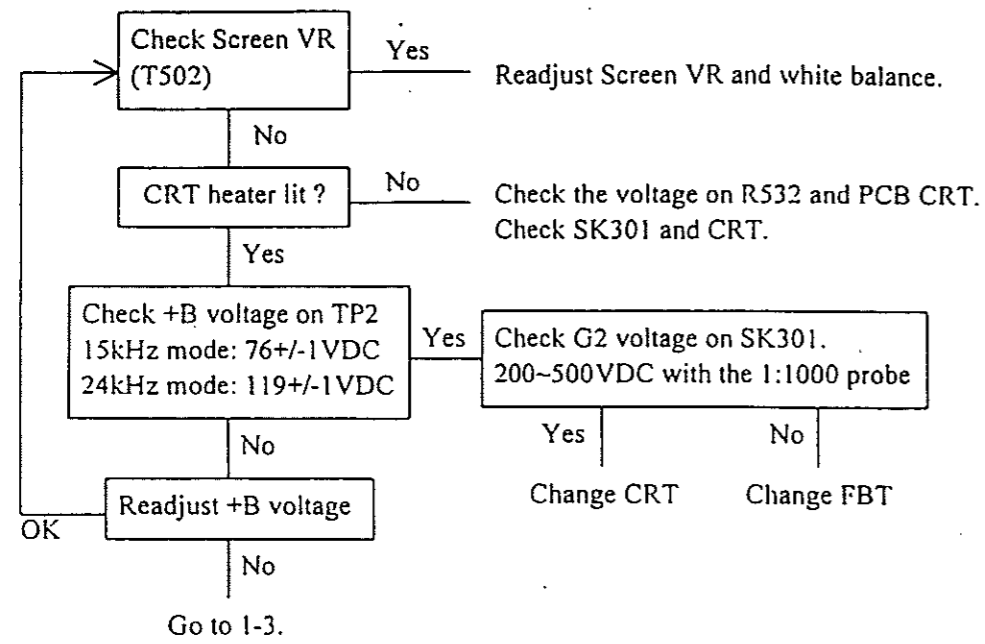 Check Screen VR
(T502)
Yes
Readjust Screen VR and white balance.
No
CRT heater lit ?
No
Check the voltage on R532 and PCB CRT.
Check SK301 and CRT.
Yes
Check +B voltage on TP2
15kHz mode: 76+/-1VDC
24kHz mode: 119+/-1VDC
Yes
Check G2 voltage on SK301.
200~500VDC with the 1:1000 probe
Yes
No
Change CRT
Change FBT
No
Readjust +B voltage
OK
No
Go to 1-3.